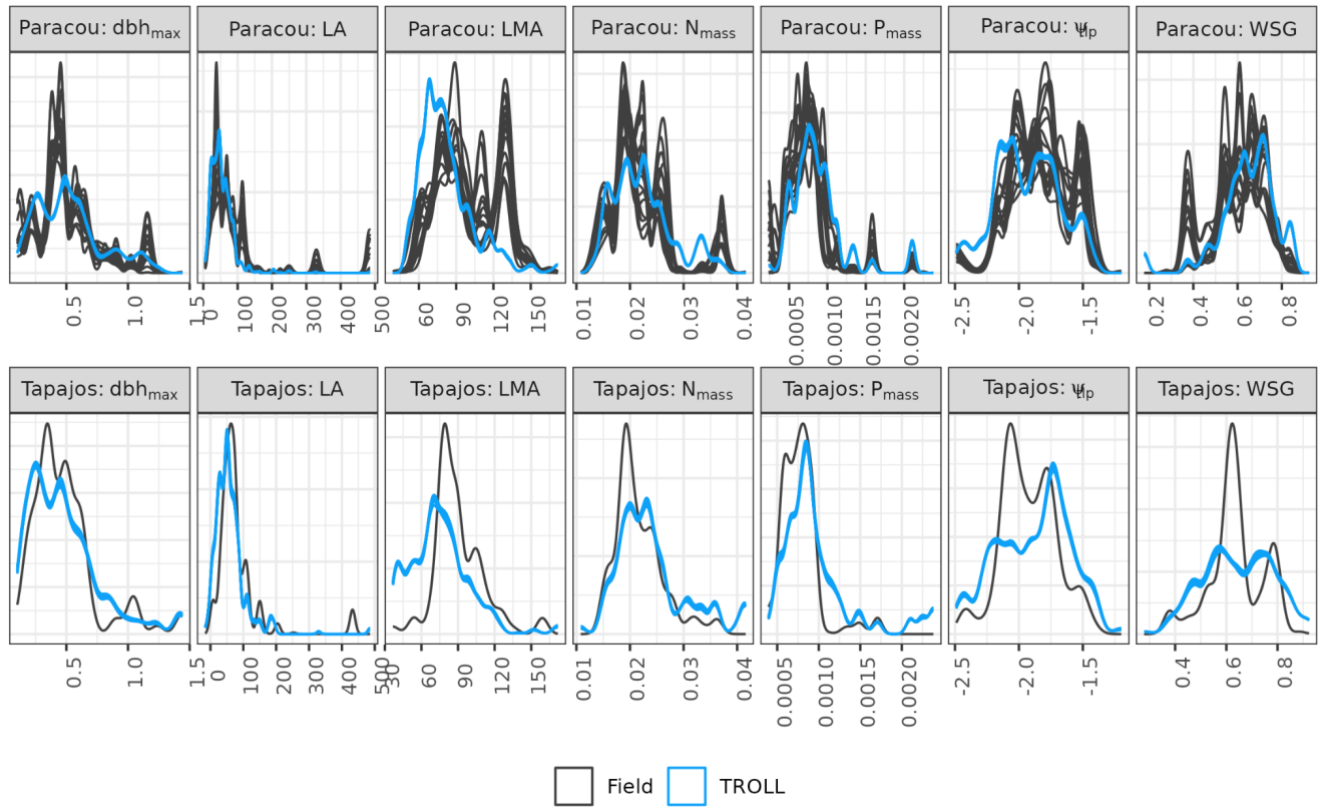 Paracou: dbhmax Paracou: LA Paracou: LMA Paracou: Nmass Paracou: Pmass Paracou: ψtlp Paracou: WSG
0.5 1.0 1.5 0 100 200 300 400 500 60 90 120 150 0.01 0.02 0.03 0.04 0.0005 0.0010 0.0015 0.0020 -2.5 -2.0 -1.5 0.2 0.4 0.6 0.8
Tapajos: dbhmax Tapajos: LA Tapajos: LMA Tapajos: Nmass Tapajos: Pmass Tapajos: ψtlp Tapajos: WSG
0.5 1.0 1.5 0 100 200 300 400 500 30 60 90 120 150 0.01 0.02 0.03 0.04 0.0005 0.0010 0.0015 0.0020 -2.5 -2.0 -1.5 0.4 0.6 0.8
Field TROLL